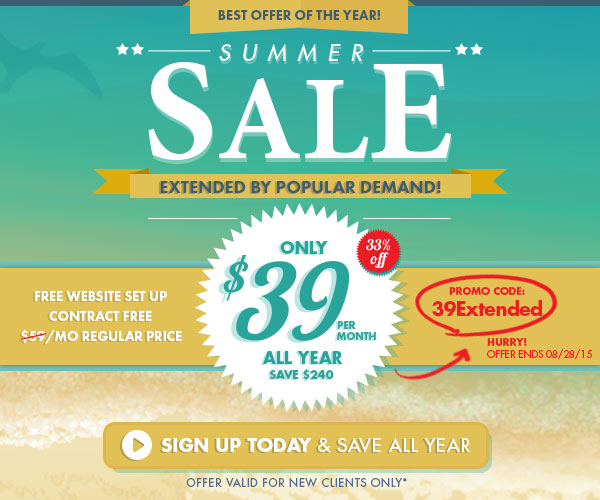 BEST OFFER OF THE YEAR!
SUMMER
SALE
EXTENDED BY POPULAR DEMAND!
ONLY
$39
PER
MONTH
ALL YEAR
SAVE $240
33%
off
FREE WEBSITE SET UP
CONTRACT FREE
$59/MO REGULAR PRICE
PROMO CODE:
39Extended
HURRY!
OFFER ENDS 08/28/15
SIGN UP TODAY & SAVE ALL YEAR
OFFER VALID FOR NEW CLIENTS ONLY*